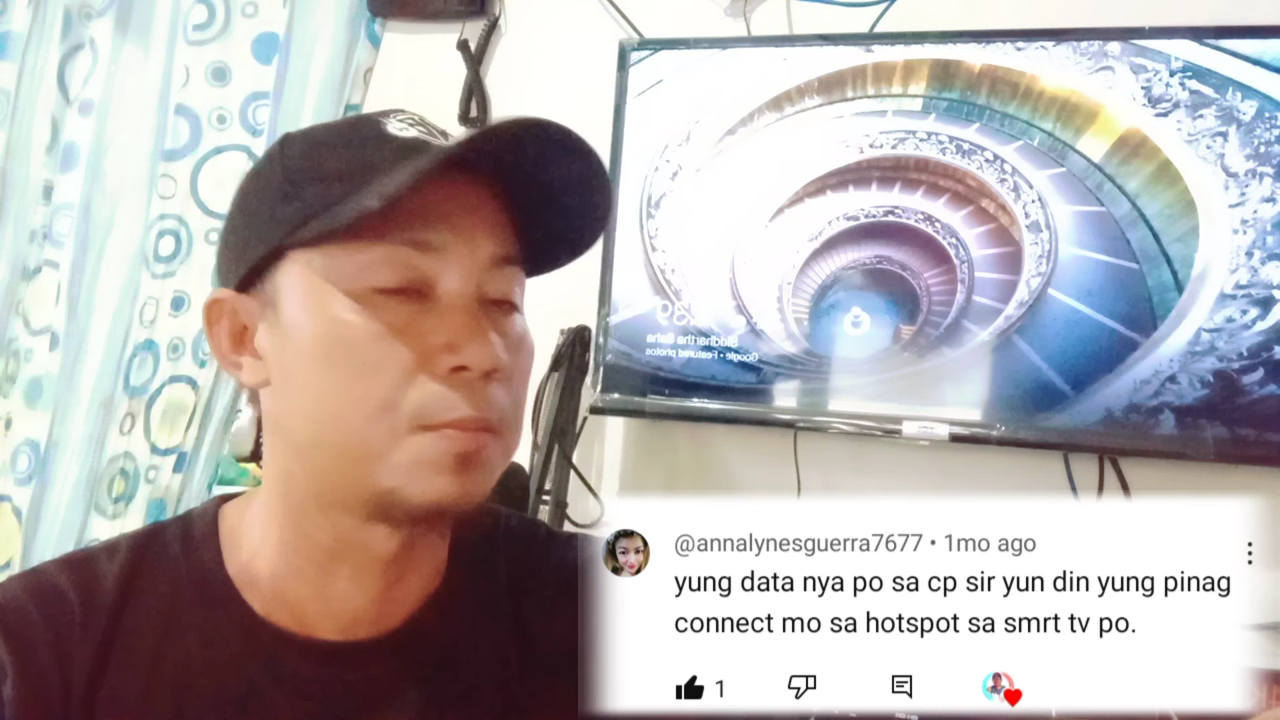 Siddhartha Saha
Google • Featured photos
@annalynesguerra7677 • 1mo ago
yung data nya po sa cp sir yun din yung pinag
connect mo sa hotspot sa smrt tv po.
1